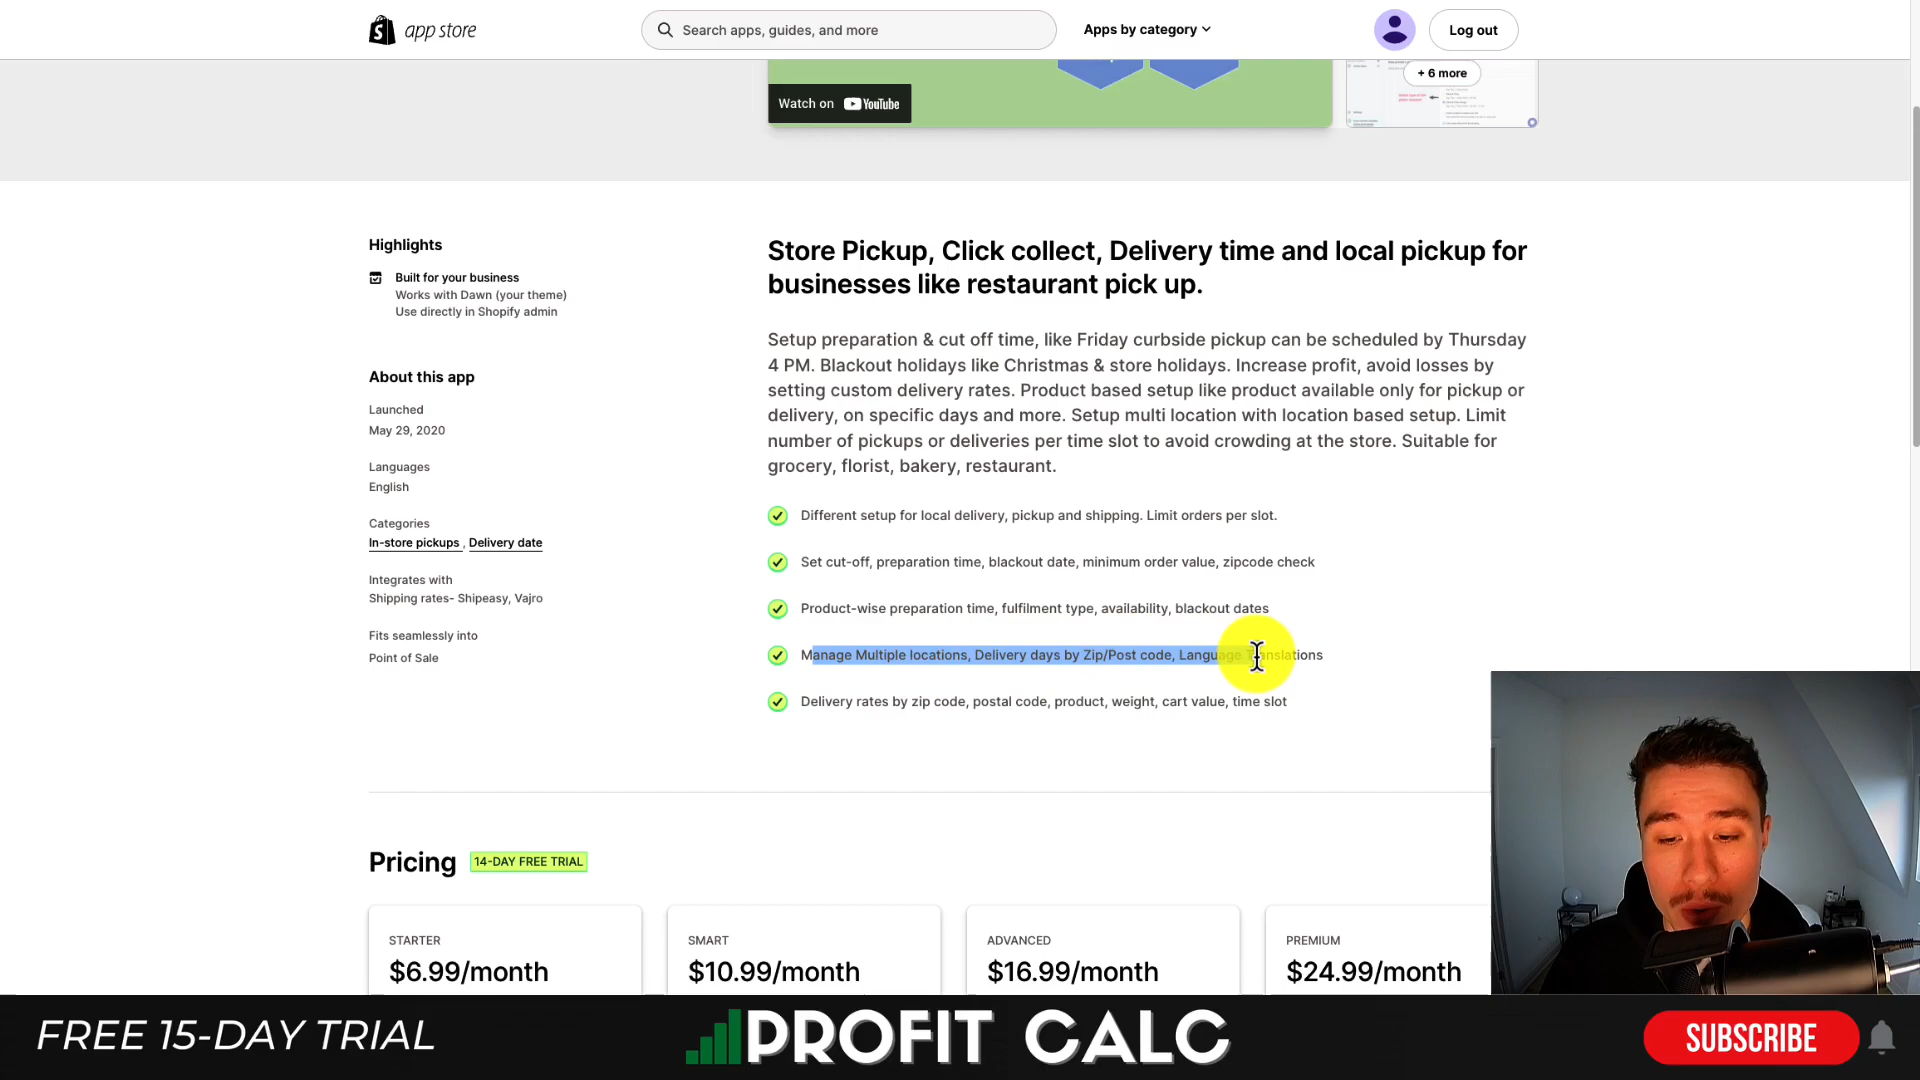 app store
Search apps, guides, and more
Apps by category
Log out
Watch on YouTube
+ 6 more
Highlights
Built for your business
Works with Dawn (your theme)
Use directly in Shopify admin
About this app
Launched
May 29, 2020
Languages
English
Categories
In-store pickups , Delivery date
Integrates with
Shipping rates- Shipeasy, Vajro
Fits seamlessly into
Point of Sale
Store Pickup, Click collect, Delivery time and local pickup for
businesses like restaurant pick up.
Setup preparation & cut off time, like Friday curbside pickup can be scheduled by Thursday
4 PM. Blackout holidays like Christmas & store holidays. Increase profit, avoid losses by
setting custom delivery rates. Product based setup like product available only for pickup or
delivery, on specific days and more. Setup multi location with location based setup. Limit
number of pickups or deliveries per time slot to avoid crowding at the store. Suitable for
grocery, florist, bakery, restaurant.
Different setup for local delivery, pickup and shipping. Limit orders per slot.
Set cut-off, preparation time, blackout date, minimum order value, zipcode check
Product-wise preparation time, fulfilment type, availability, blackout dates
Manage Multiple locations, Delivery days by Zip/Post code, Language Translations
Delivery rates by zip code, postal code, product, weight, cart value, time slot
Pricing
14-DAY FREE TRIAL
STARTER
$6.99/month
SMART
$10.99/month
ADVANCED
$16.99/month
PREMIUM
$24.99/month
FREE 15-DAY TRIAL
PROFIT CALC
SUBSCRIBE